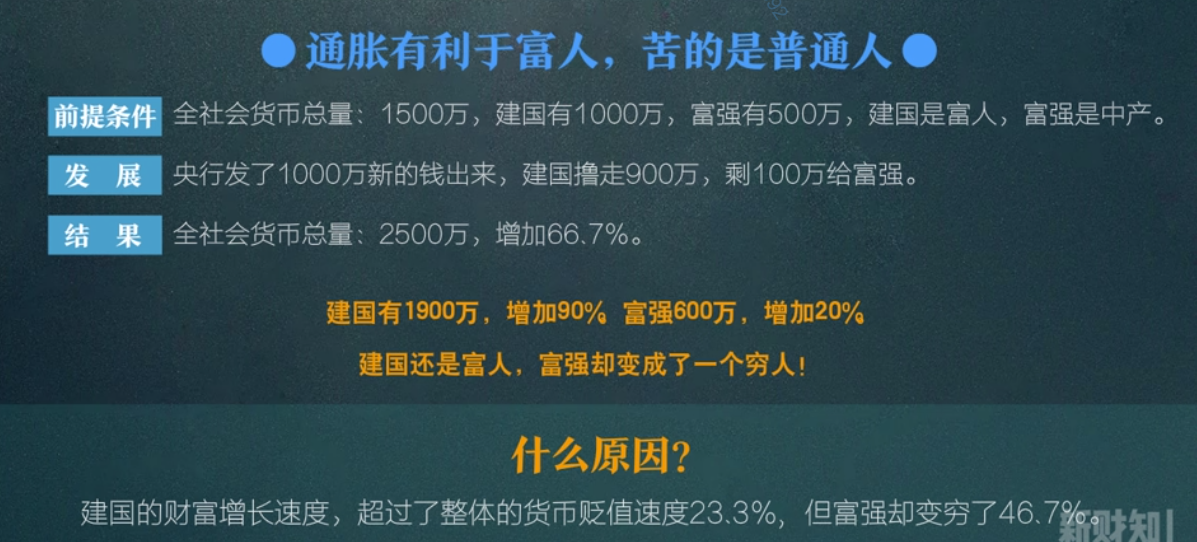 ●通胀有利于富人，苦的是普通人●
前提条件 全社会货币总量：1500万，建国有1000万，富强有500万，建国是富人，富强是中产。
发 展 央行发了1000万新的钱出来，建国撸走900万，剩100万给富强。
结 果 全社会货币总量：2500万，增加66.7%。
建国有1900万，增加90% 富强600万，增加20%
建国还是富人，富强却变成了一个穷人！
什么原因？
建国的财富增长速度，超过了整体的货币贬值速度23.3%，但富强却变穷了46.7%。
新财知